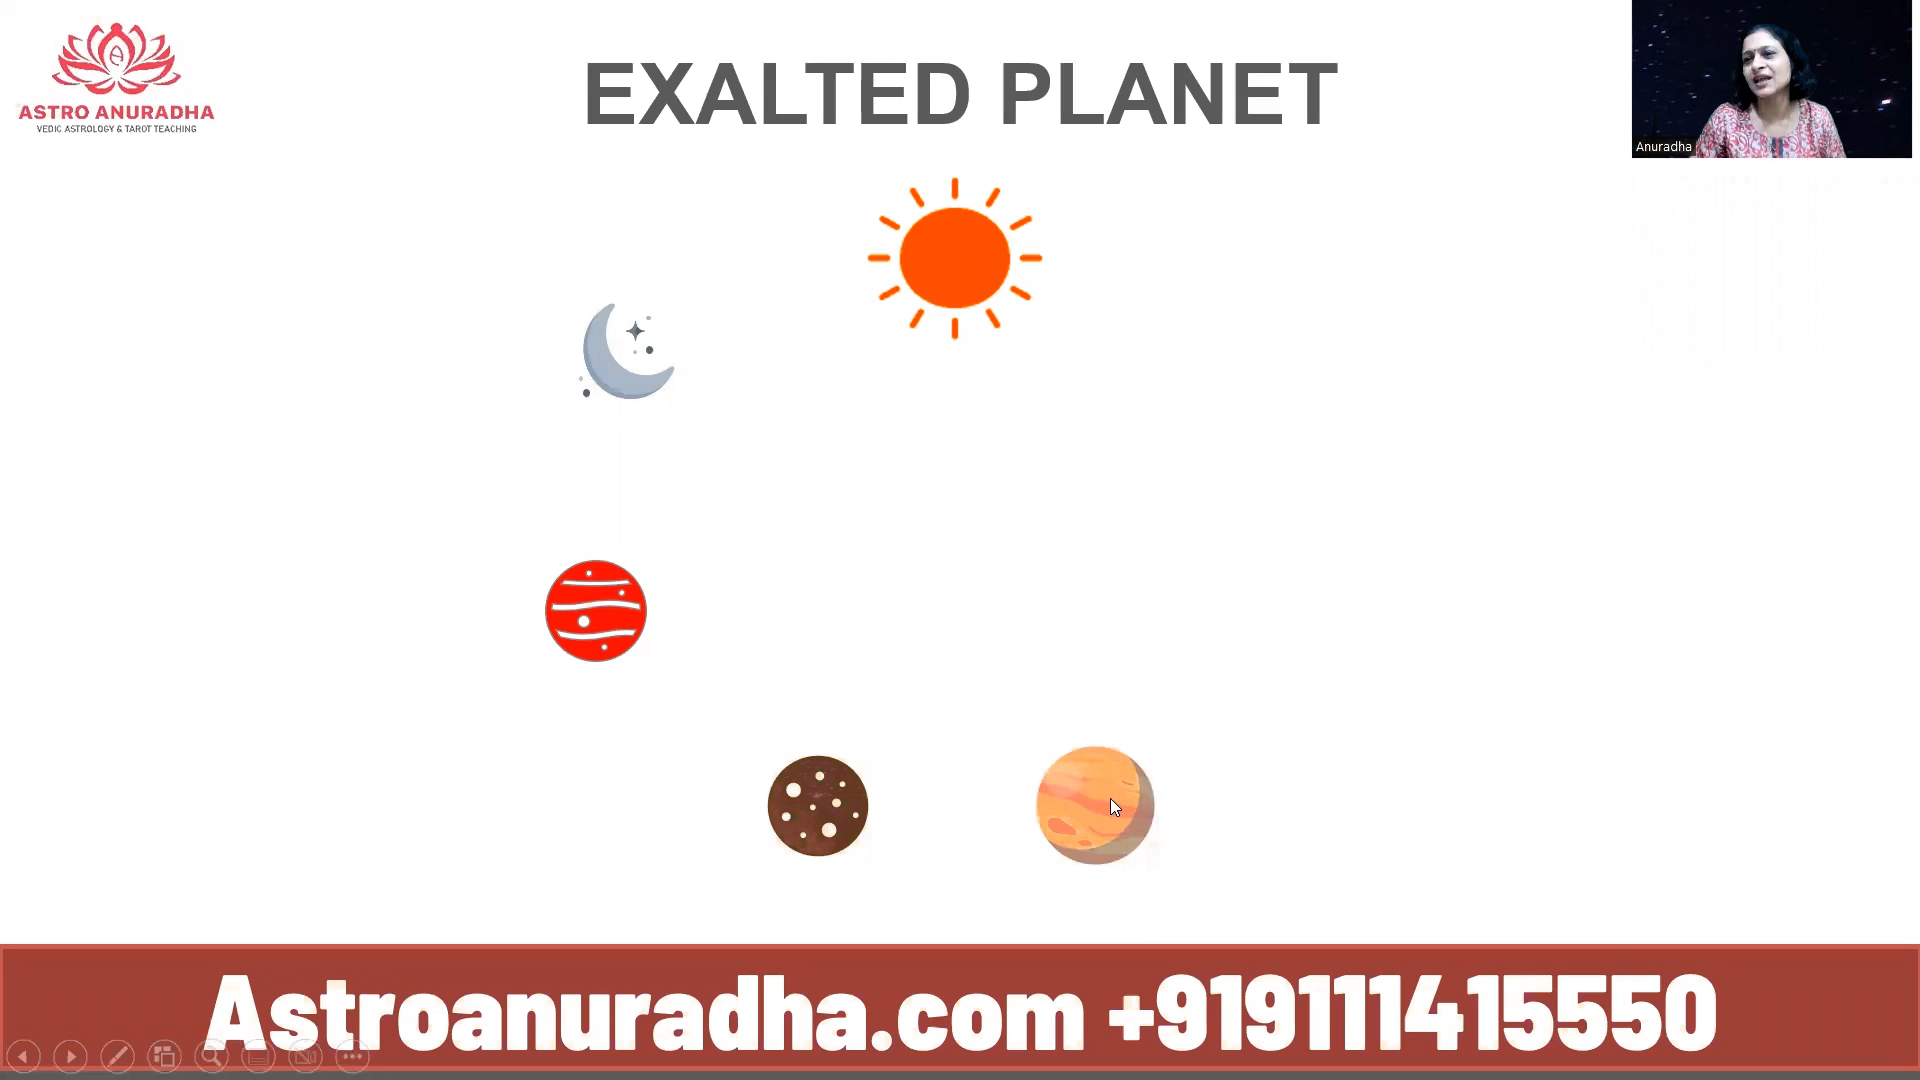 ASTRO ANURADHA
VEDIC ASTROLOGY & TAROT TEACHING
EXALTED PLANET
Anuradha
Astroanuradha.com +919111415550